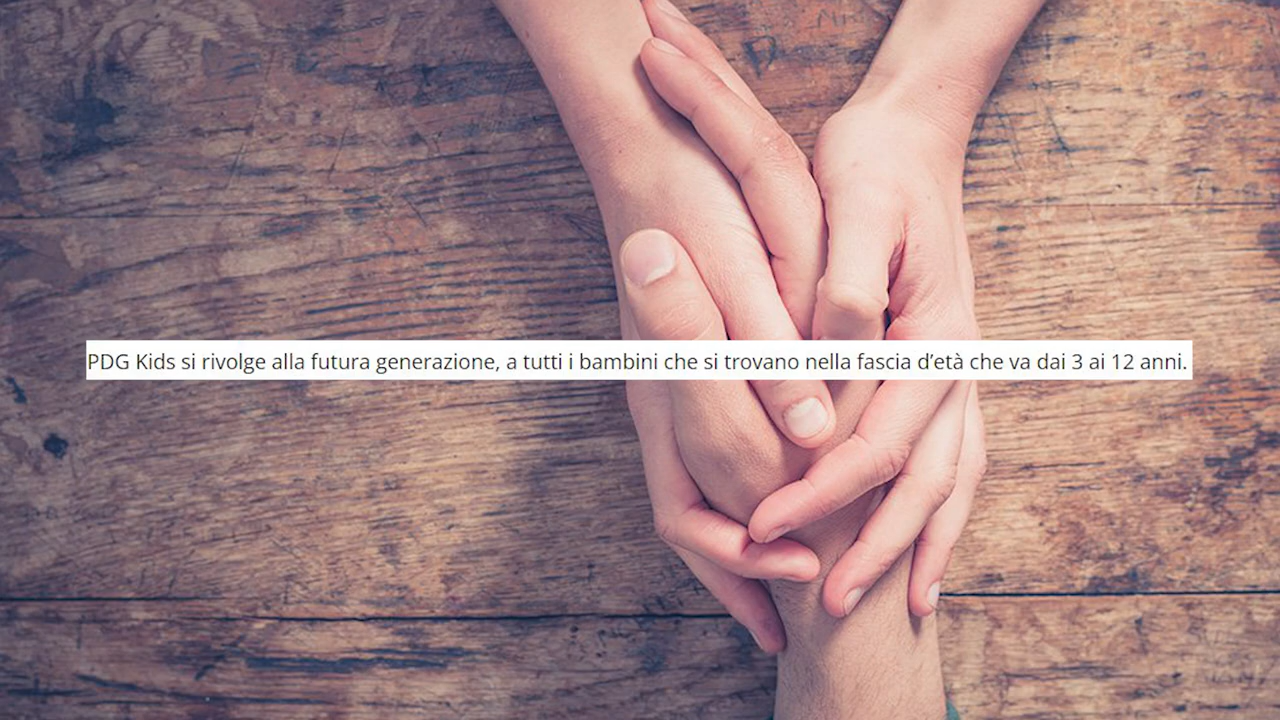 PDG Kids si rivolge alla futura generazione, a tutti i bambini che si trovano nella fascia d’età che va dai 3 ai 12 anni.